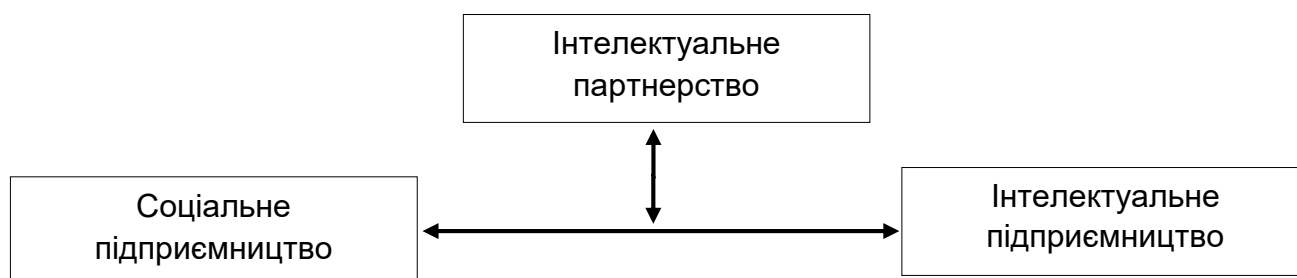 Інтелектуальне
партнерство
Соціальне
підприємництво
Інтелектуальне
підприємництво